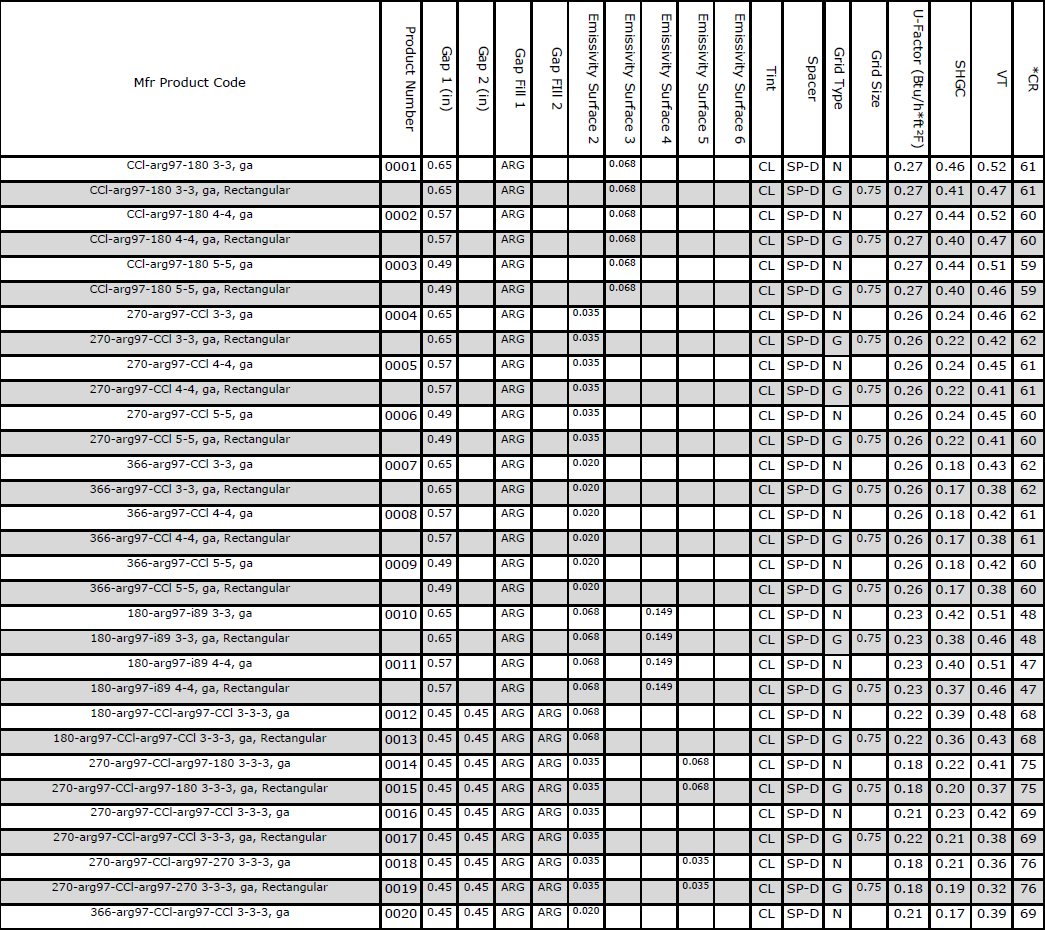 Mfr Product Code Product Number Gap 1 (in) Gap 2 (in) Gap Fill 1 Gap FIll 2 Emissivity Surface 2 Emissivity Surface 3 Emissivity Surface 4 Emissivity Surface 5 Emissivity Surface 6 Tint Spacer Grid Type Grid Size U-Factor (Btu/h*ft²F) SHGC VT *CR
CCl-arg97-180 3-3, ga 0001 0.65 ARG 0.068 CL SP-D N 0.27 0.46 0.52 61
CCl-arg97-180 3-3, ga, Rectangular 0.65 ARG 0.068 CL SP-D G 0.75 0.27 0.41 0.47 61
CCl-arg97-180 4-4, ga 0002 0.57 ARG 0.068 CL SP-D N 0.27 0.44 0.52 60
CCl-arg97-180 4-4, ga, Rectangular 0.57 ARG 0.068 CL SP-D G 0.75 0.27 0.40 0.47 60
CCl-arg97-180 5-5, ga 0003 0.49 ARG 0.068 CL SP-D N 0.27 0.44 0.51 59
CCl-arg97-180 5-5, ga, Rectangular 0.49 ARG 0.068 CL SP-D G 0.75 0.27 0.40 0.46 59
270-arg97-CCl 3-3, ga 0004 0.65 ARG 0.035 CL SP-D N 0.26 0.24 0.46 62
270-arg97-CCl 3-3, ga, Rectangular 0.65 ARG 0.035 CL SP-D G 0.75 0.26 0.22 0.42 62
270-arg97-CCl 4-4, ga 0005 0.57 ARG 0.035 CL SP-D N 0.26 0.24 0.45 61
270-arg97-CCl 4-4, ga, Rectangular 0.57 ARG 0.035 CL SP-D G 0.75 0.26 0.22 0.41 61
270-arg97-CCl 5-5, ga 0006 0.49 ARG 0.035 CL SP-D N 0.26 0.24 0.45 60
270-arg97-CCl 5-5, ga, Rectangular 0.49 ARG 0.035 CL SP-D G 0.75 0.26 0.22 0.41 60
366-arg97-CCl 3-3, ga 0007 0.65 ARG 0.020 CL SP-D N 0.26 0.18 0.43 62
366-arg97-CCl 3-3, ga, Rectangular 0.65 ARG 0.020 CL SP-D G 0.75 0.26 0.17 0.38 62
366-arg97-CCl 4-4, ga 0008 0.57 ARG 0.020 CL SP-D N 0.26 0.18 0.42 61
366-arg97-CCl 4-4, ga, Rectangular 0.57 ARG 0.020 CL SP-D G 0.75 0.26 0.17 0.38 61
366-arg97-CCl 5-5, ga 0009 0.49 ARG 0.020 CL SP-D N 0.26 0.18 0.42 60
366-arg97-CCl 5-5, ga, Rectangular 0.49 ARG 0.020 CL SP-D G 0.75 0.26 0.17 0.38 60
180-arg97-i89 3-3, ga 0010 0.65 ARG 0.068 0.149 CL SP-D N 0.23 0.42 0.51 48
180-arg97-i89 3-3, ga, Rectangular 0.65 ARG 0.068 0.149 CL SP-D G 0.75 0.23 0.38 0.46 48
180-arg97-i89 4-4, ga 0011 0.57 ARG 0.068 0.149 CL SP-D N 0.23 0.40 0.51 47
180-arg97-i89 4-4, ga, Rectangular 0.57 ARG 0.068 0.149 CL SP-D G 0.75 0.23 0.37 0.46 47
180-arg97-CCl-arg97-CCl 3-3-3, ga 0012 0.45 0.45 ARG ARG 0.068 CL SP-D N 0.22 0.39 0.48 68
180-arg97-CCl-arg97-CCl 3-3-3, ga, Rectangular 0013 0.45 0.45 ARG ARG 0.068 CL SP-D G 0.75 0.22 0.36 0.43 68
270-arg97-CCl-arg97-180 3-3-3, ga 0014 0.45 0.45 ARG ARG 0.035 0.068 CL SP-D N 0.18 0.22 0.41 75
270-arg97-CCl-arg97-180 3-3-3, ga, Rectangular 0015 0.45 0.45 ARG ARG 0.035 0.068 CL SP-D G 0.75 0.18 0.20 0.37 75
270-arg97-CCl-arg97-CCl 3-3-3, ga 0016 0.45 0.45 ARG ARG 0.035 CL SP-D N 0.21 0.23 0.42 69
270-arg97-CCl-arg97-CCl 3-3-3, ga, Rectangular 0017 0.45 0.45 ARG ARG 0.035 CL SP-D G 0.75 0.22 0.21 0.38 69
270-arg97-CCl-arg97-270 3-3-3, ga 0018 0.45 0.45 ARG ARG 0.035 0.035 CL SP-D N 0.18 0.21 0.36 76
270-arg97-CCl-arg97-270 3-3-3, ga, Rectangular 0019 0.45 0.45 ARG ARG 0.035 0.035 CL SP-D G 0.75 0.18 0.19 0.32 76
366-arg97-CCl-arg97-CCl 3-3-3, ga 0020 0.45 0.45 ARG ARG 0.020 CL SP-D N 0.21 0.17 0.39 69